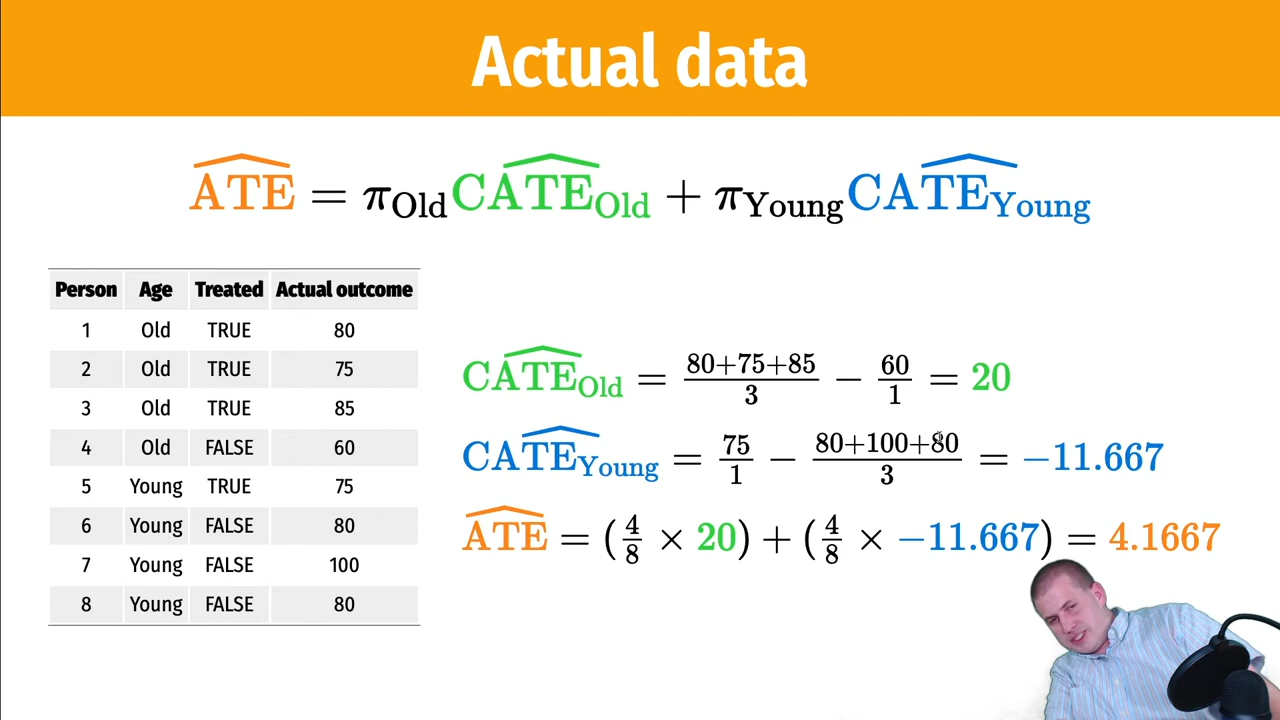 Actual data
ATE = π_Old CATE_Old + π_Young CATE_Young
Person Age Treated Actual outcome
1 Old TRUE 80
2 Old TRUE 75
3 Old TRUE 85
4 Old FALSE 60
5 Young TRUE 75
6 Young FALSE 80
7 Young FALSE 100
8 Young FALSE 80
CATE_Old = 80+75+85/3 − 60/1 = 20
CATE_Young = 75/1 − 80+100+80/3 = −11.667
ATE = (4/8 × 20) + (4/8 × −11.667) = 4.1667